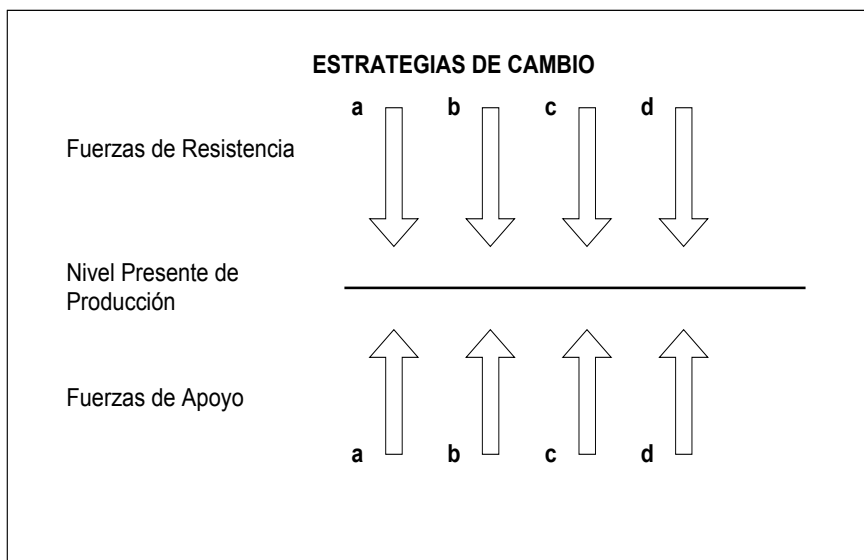 ESTRATEGIAS DE CAMBIO
a b c d
Fuerzas de Resistencia
Nivel Presente de
Producción
Fuerzas de Apoyo
a b c d